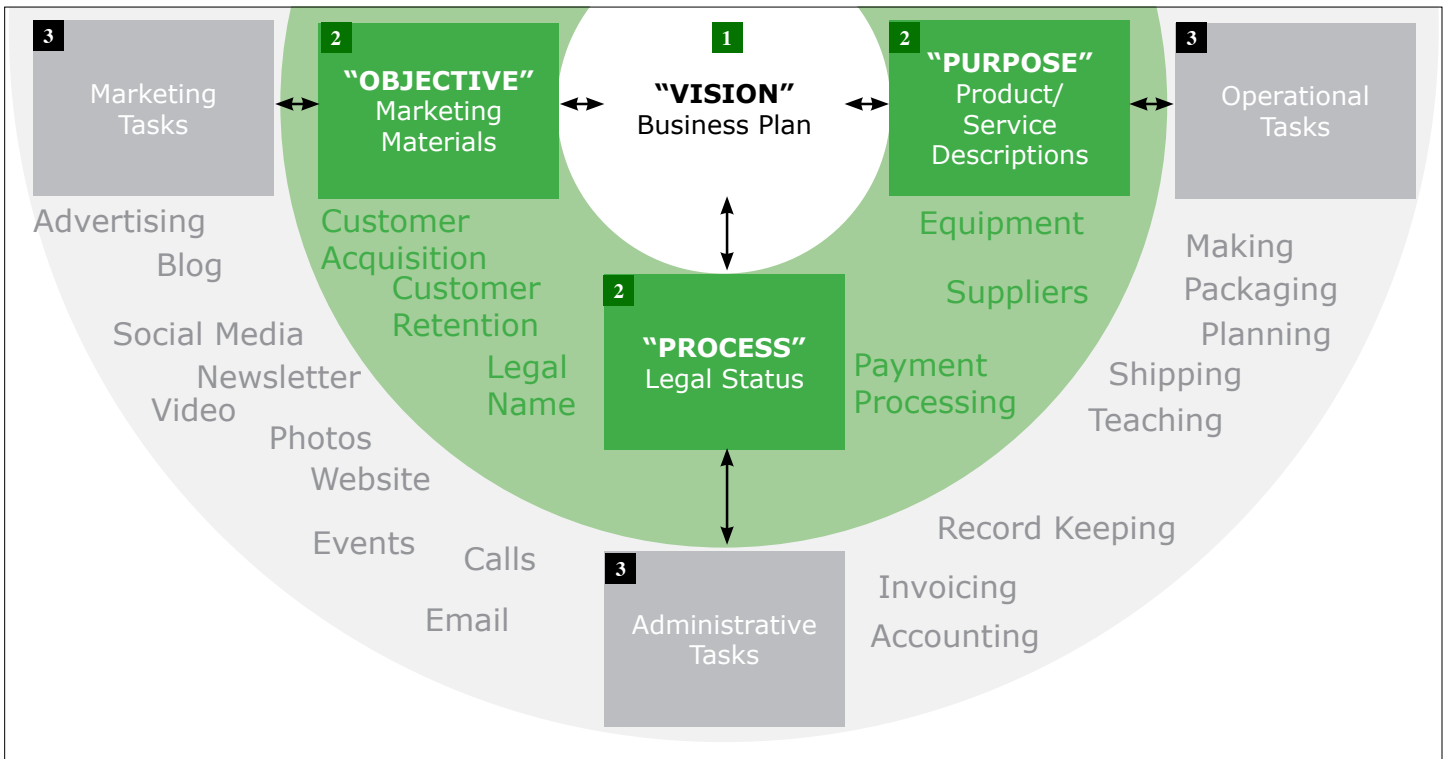 3
Marketing
Tasks
2
“OBJECTIVE”
Marketing
Materials
1
“VISION”
Business Plan
2
“PURPOSE”
Product/
Service
Descriptions
3
Operational
Tasks
Advertising
Blog
Social Media
Newsletter
Video
Photos
Website
Events
Calls
Email
Customer
Acquisition
Customer
Retention
Legal
Name
2
“PROCESS”
Legal Status
Equipment
Suppliers
Payment
Processing
Making
Packaging
Planning
Shipping
Teaching
3
Administrative
Tasks
Record Keeping
Invoicing
Accounting